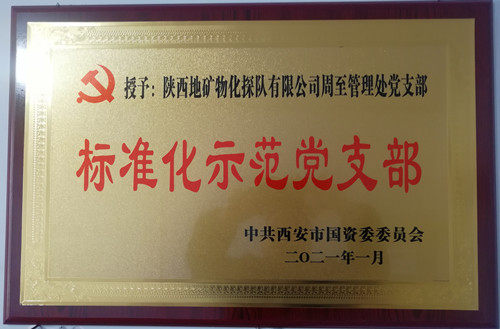 授予：陕西地矿物化探队有限公司周至管理处党支部
标准化示范党支部
中共西安市国资委委员会
二〇二一年一月